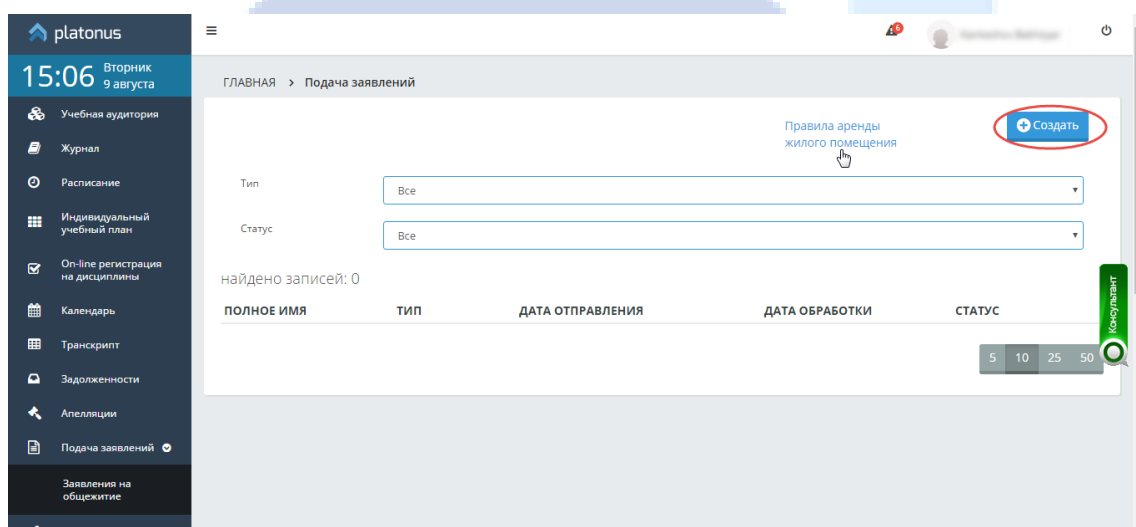 platonus
6
15:06
Вторник
9 августа
ГЛАВНАЯ > Подача заявлений
Учебная аудитория
Журнал
Расписание
Индивидуальный
учебный план
On-line регистрация
на дисциплины
Календарь
Транскрипт
Задолженности
Апелляции
Подача заявлений
Заявления на
общежитие
Правила аренды
жилого помещения
Создать
Тип
Все
Статус
Все
найдено записей: 0
ПОЛНОЕ ИМЯ ТИП ДАТА ОТПРАВЛЕНИЯ ДАТА ОБРАБОТКИ СТАТУС
5 10 25 50
Консультант